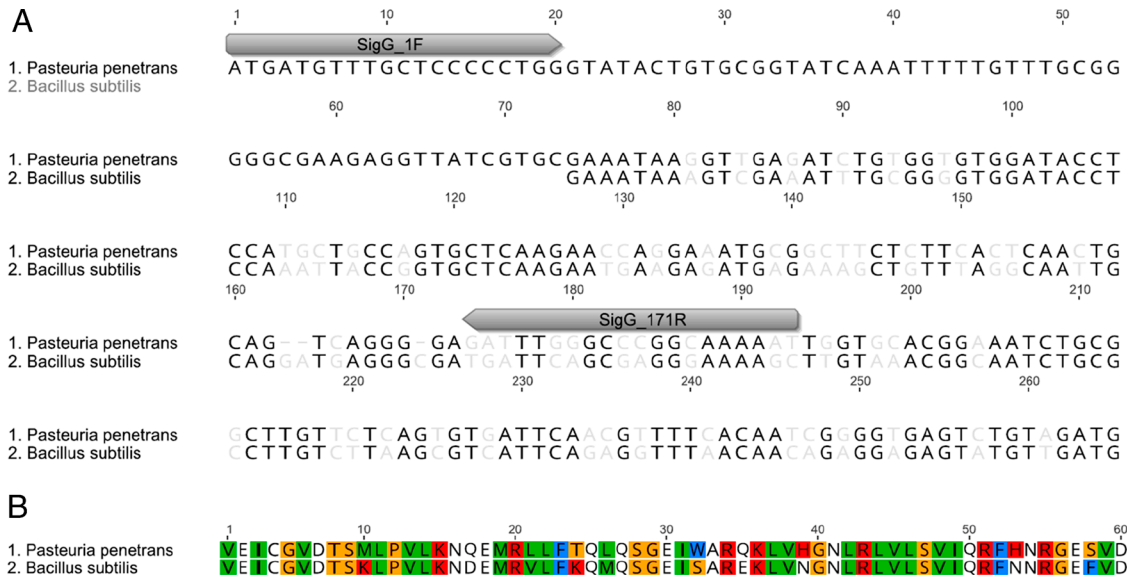 A
1 10 20 30 40 50
SigG_1F
1. Pasteuria penetrans ATGATGTTTGCTCCCCCTGGGTATACTGTGCGGTATCAAATTTTTGTTTGCGG
2. Bacillus subtilis
60 70 80 90 100
1. Pasteuria penetrans GGGCGAAGAGGTTATCGTGCGAAATAAGGTTGAGATCTGTGGTGTGGATACCT
2. Bacillus subtilis GAAATAAAGTCGAAATTTGCGGGGTGGATACCT
110 120 130 140 150
1. Pasteuria penetrans CCATGCTGCCAGTGCTCAAGAACCAGGAAATGCGGCTTCTCTTCACTCAACTG
2. Bacillus subtilis CCAAATTACCGGTGCTCAAGAATGAAGAGATGAGAAAGCTGTTTAGGCAATTG
160 170 180 190 200 210
SigG_171R
1. Pasteuria penetrans CAG--TCAGGG-GAGATTTGGGCCCGGCAAAAATTGGTGCACGGAAATCTGCG
2. Bacillus subtilis CAGGATGAGGGCGATGATTCAGCGAGGGAAAAGCTTGTAAACGGCAATCTGCG
220 230 240 250 260
1. Pasteuria penetrans GCTTGTTCTCAGTGTGATTCAACGTTTTCACAATCGGGGTGAGTCTGTAGATG
2. Bacillus subtilis CCTTGTCTTAAGCGTCATTCAGAGGTTTAACAACAGAGGAGAGTATGTTGATG
B
1 10 20 30 40 50 60
1. Pasteuria penetrans VEICGVDTSMLPVLKNQEMRLLFTQLQSGEIWARQKLVHGNLRLVLSVIQRFHNRGESVD
2. Bacillus subtilis VEICGVDTSKLPVLKNDEMRVLFKQMQSGEISAREKLVNGNLRLVLSVIQRFNNRGEFVD